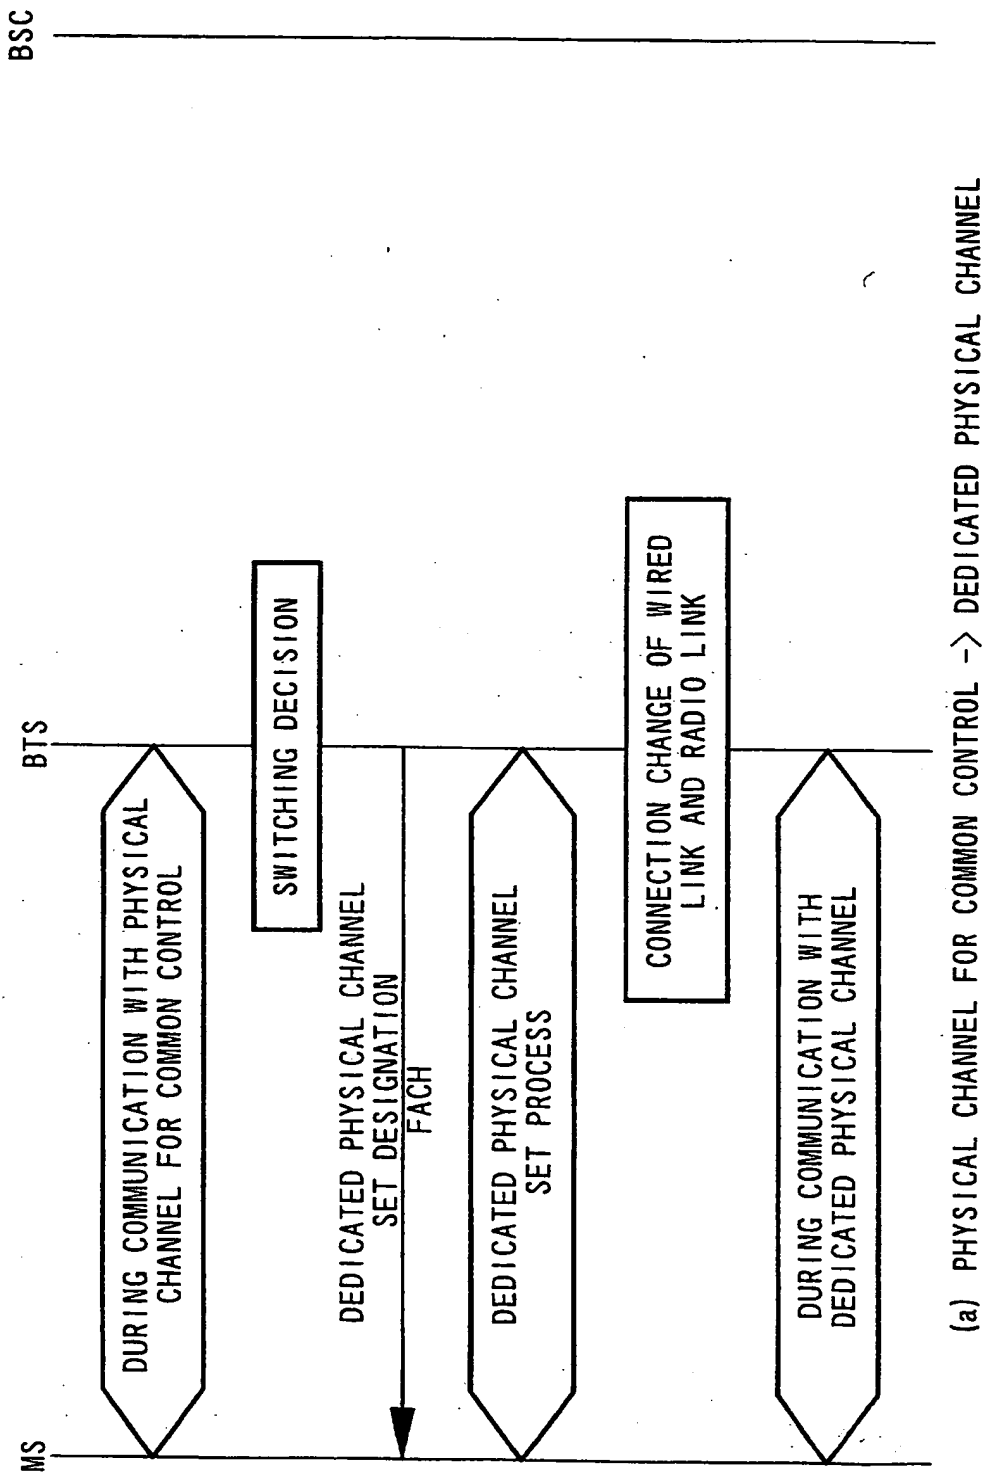 MS
BTS
BSC
DURING COMMUNICATION WITH PHYSICAL
CHANNEL FOR COMMON CONTROL
SWITCHING DECISION
DEDICATED PHYSICAL CHANNEL
SET DESIGNATION
FACH
DEDICATED PHYSICAL CHANNEL
SET PROCESS
CONNECTION CHANGE OF WIRED
LINK AND RADIO LINK
DURING COMMUNICATION WITH
DEDICATED PHYSICAL CHANNEL
(a) PHYSICAL CHANNEL FOR COMMON CONTROL -> DEDICATED PHYSICAL CHANNEL